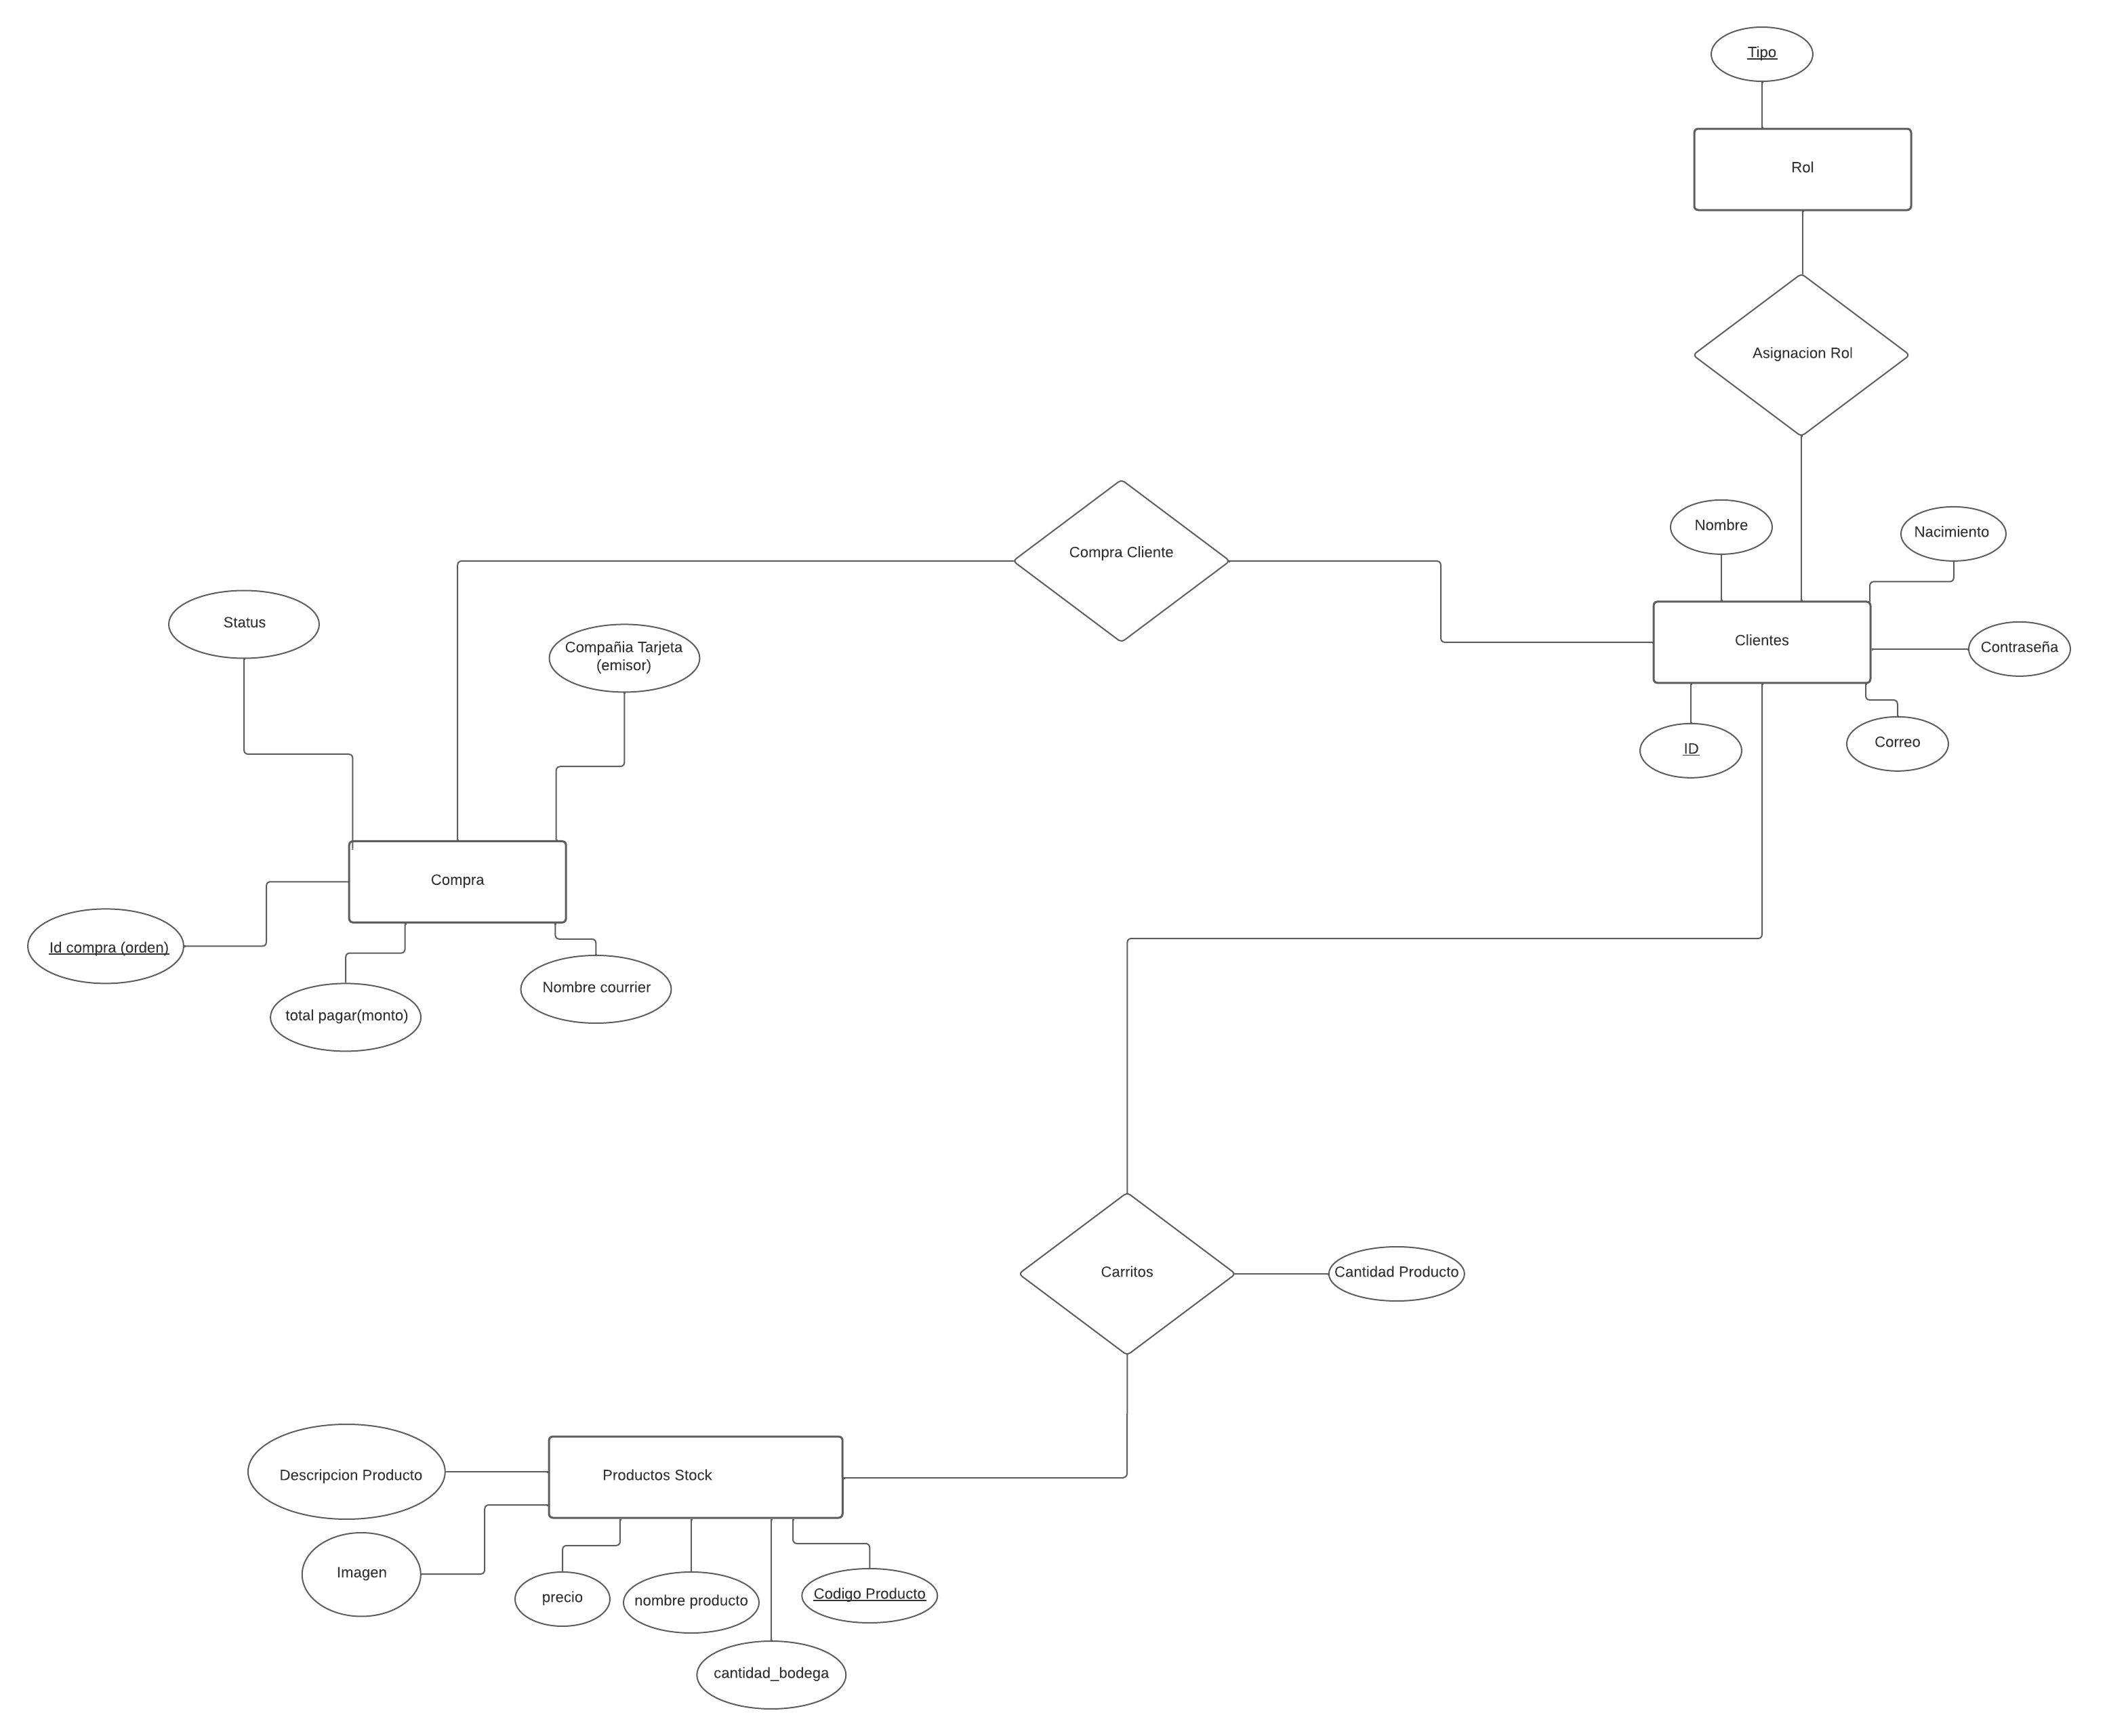 Tipo
Rol
Asignacion Rol
Nombre
Nacimiento
Compra Cliente
Status
Compañia Tarjeta
(emisor)
Clientes
Contraseña
ID
Correo
Compra
Id compra (orden)
Nombre courrier
total pagar(monto)
Carritos
Cantidad Producto
Descripcion Producto
Productos Stock
Imagen
precio
nombre producto
Codigo Producto
cantidad_bodega